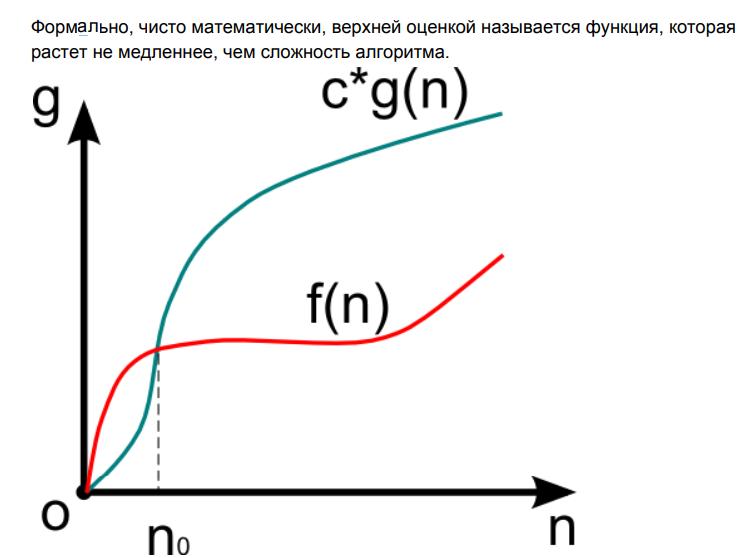 Формально, чисто математически, верхней оценкой называется функция, которая
растет не медленнее, чем сложность алгоритма.
g
c*g(n)
f(n)
o
n₀
n